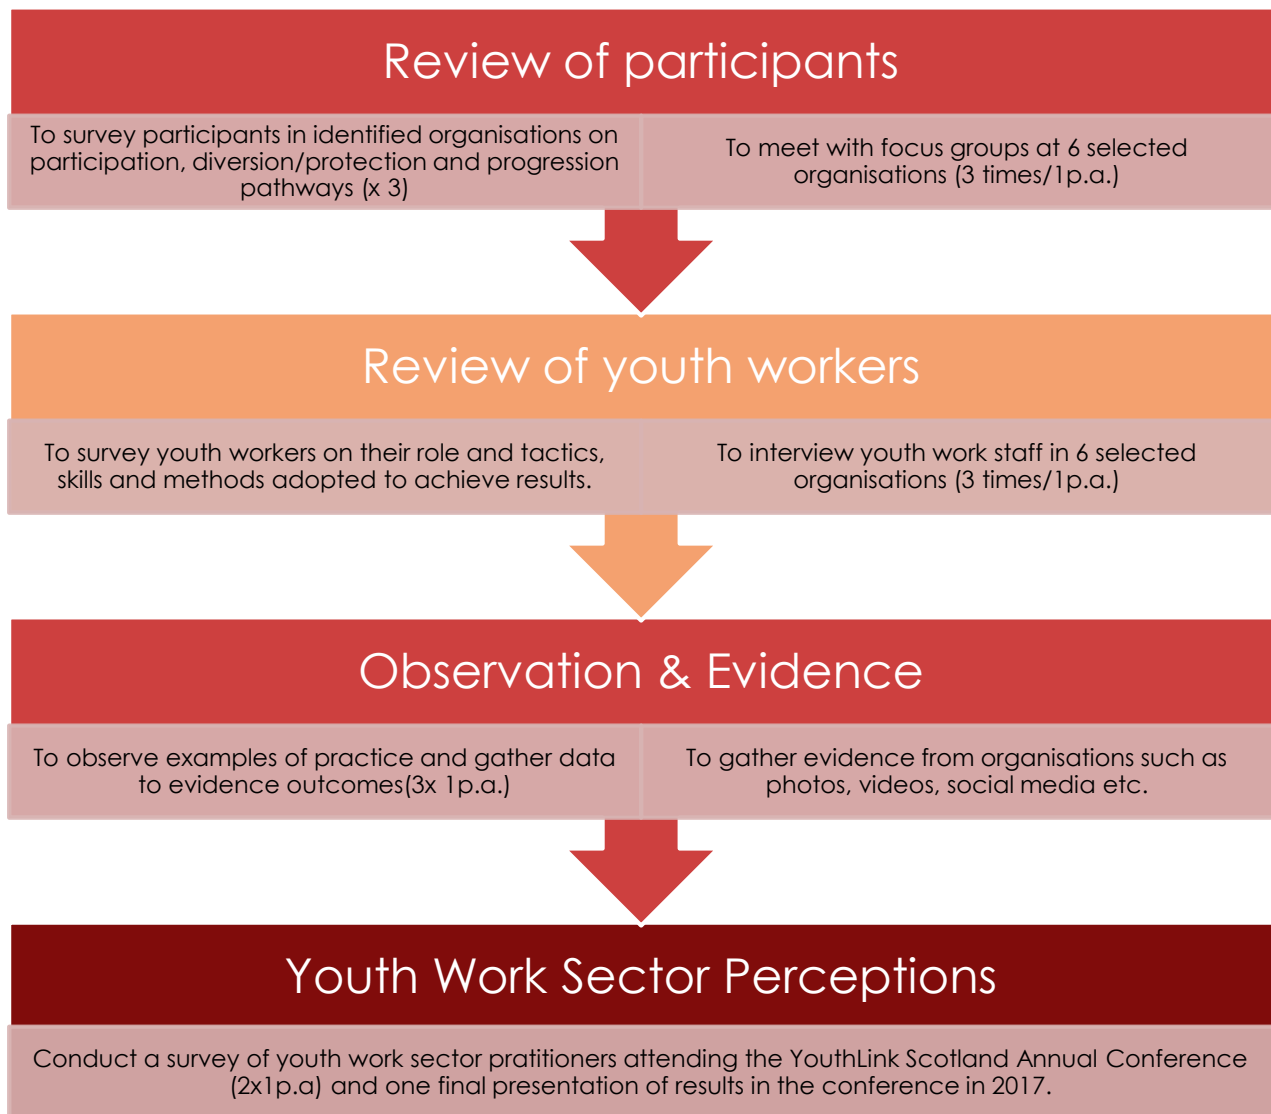 Review of participants
To survey participants in identified organisations on
participation, diversion/protection and progression
pathways (x 3)
To meet with focus groups at 6 selected
organisations (3 times/1p.a.)
Review of youth workers
To survey youth workers on their role and tactics,
skills and methods adopted to achieve results.
To interview youth work staff in 6 selected
organisations (3 times/1p.a.)
Observation & Evidence
To observe examples of practice and gather data
to evidence outcomes(3x 1p.a.)
To gather evidence from organisations such as
photos, videos, social media etc.
Youth Work Sector Perceptions
Conduct a survey of youth work sector pratitioners attending the YouthLink Scotland Annual Conference
(2x1p.a) and one final presentation of results in the conference in 2017.